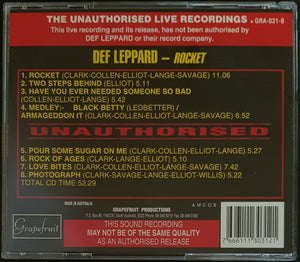 THE UNAUTHORISED LIVE RECORDINGS. • GRA-031-B
This live recording and its release, has not been authorised by
DEF LEPPARD or their record company.
DEF LEPPARD – ROCKET
1. ROCKET (CLARK-COLLEN-ELLIOT-LANGE-SAVAGE) 11.06
2. TWO STEPS BEHIND (ELLIOT) 5.11
3. HAVE YOU EVER NEEDED SOMEONE SO BAD
(COLLEN-ELLIOT-LANGE) 5.42
4. MEDLEY:- BLACK BETTY (LEDBETTER) /
ARMAGEDDON IT (CLARK-COLLEN-ELLIOT-LANGE-SAVAGE) 6.52
UNAUTHORISED
5. POUR SOME SUGAR ON ME (CLARK-COLLEN-ELLIOT-LANGE-SAVAGE) 5.27
6. ROCK OF AGES (CLARK-LANGE-ELLIOT) 5.10
7. LOVE BITES (CLARK-COLLEN-ELLIOT-LANGE-SAVAGE) 7.42
8. PHOTOGRAPH (CLARK-SAVAGE-LANGE-ELLIOT-WILLIS) 5.21
TOTAL CD TIME 52.29
MADE IN AUSTRALIA
AMCOS
Grapefruit
GRAPEFRUIT PRODUCTIONS
THIS SOUND RECORDING
MAY NOT BE OF THE SAME QUALITY
AS AN AUTHORISED RELEASE
7 666111 303121